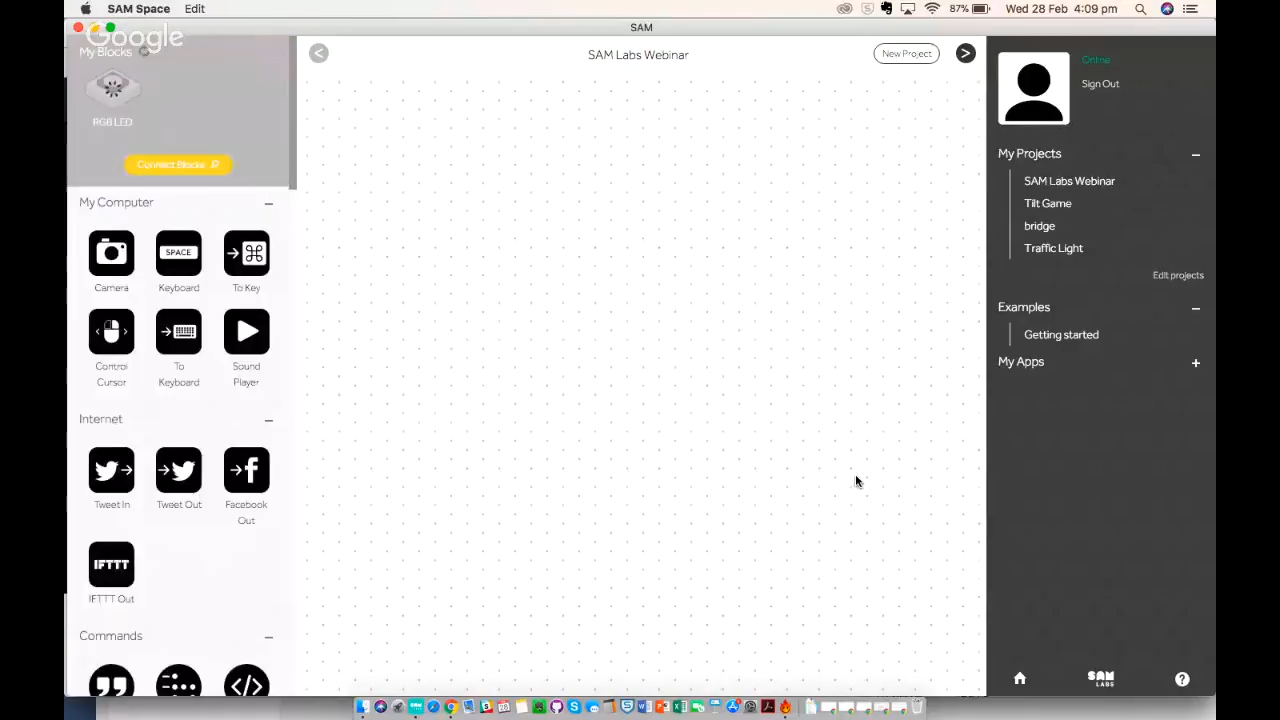 SAM Space Edit
87% Wed 28 Feb 4:09 pm
SAM
Google
My Blocks
RGB LED
Connect Blocks
My Computer
SPACE
Camera Keyboard To Key
Control Cursor
To Keyboard
Sound Player
Internet
Tweet In Tweet Out Facebook Out
IFTTT
IFTTT Out
Commands
SAM Labs Webinar
New Project
Online
Sign Out
My Projects
SAM Labs Webinar
Tilt Game
bridge
Traffic Light
Edit projects
Examples
Getting started
My Apps
SAM
LABS